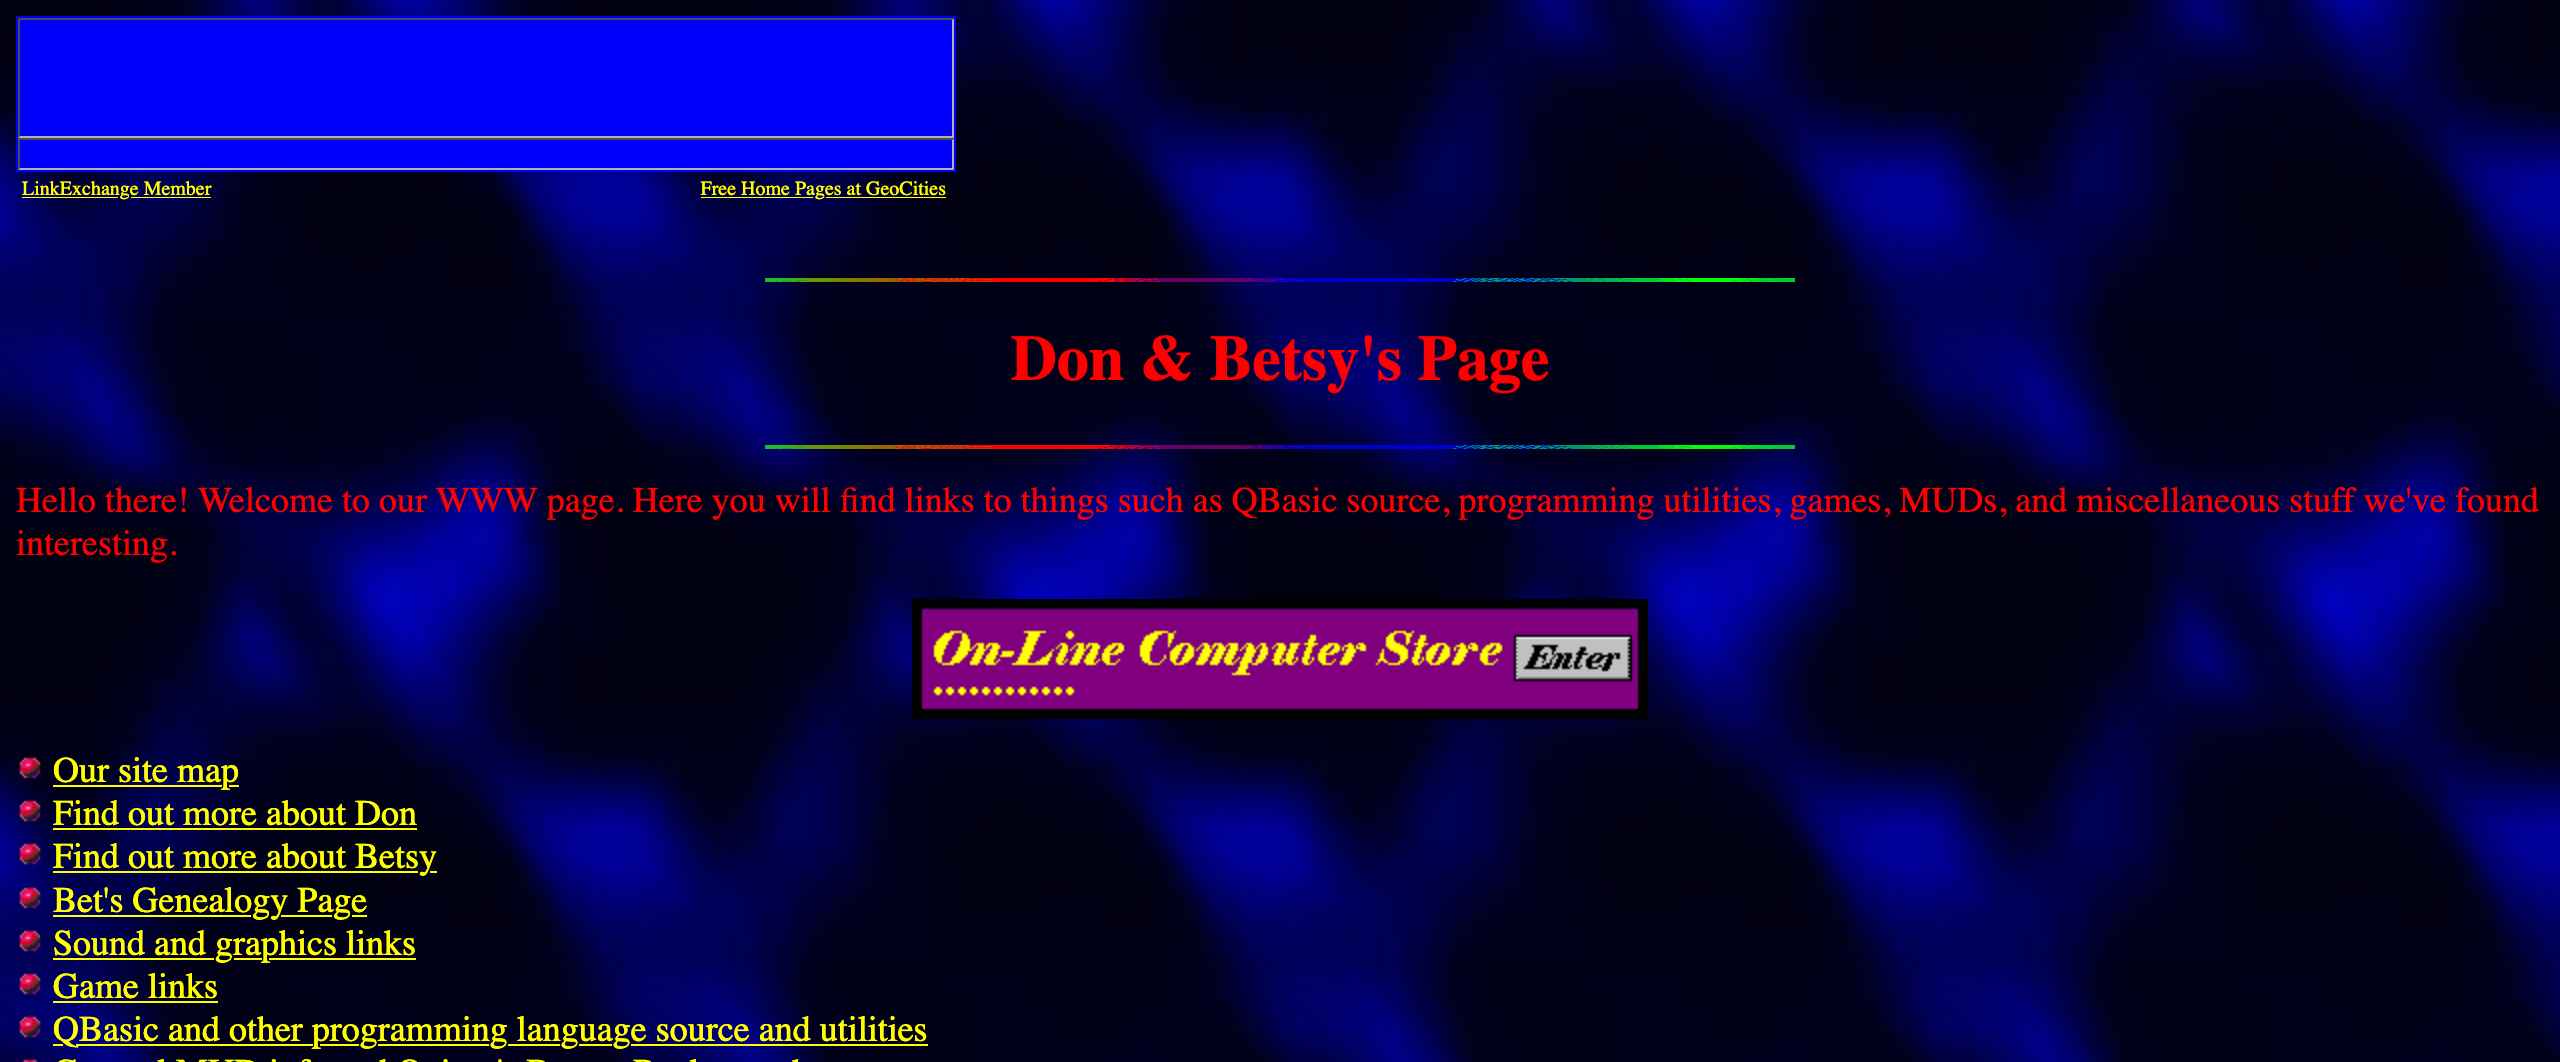 LinkExchange Member
Free Home Pages at GeoCities
Don & Betsy's Page
Hello there! Welcome to our WWW page. Here you will find links to things such as QBasic source, programming utilities, games, MUDs, and miscellaneous stuff we've found
interesting.
On-Line Computer Store
Enter
Our site map
Find out more about Don
Find out more about Betsy
Bet's Genealogy Page
Sound and graphics links
Game links
QBasic and other programming language source and utilities